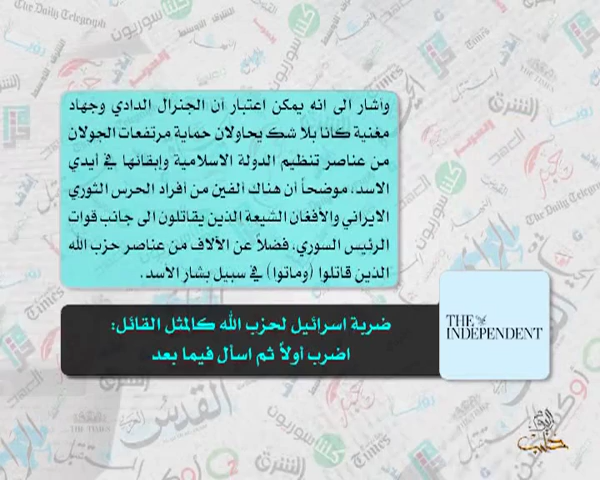 وأشار الى انه يمكن اعتبار أن الجنرال الدادي وجهاد
مغنية كانا بلا شك يحاولان حماية مرتفعات الجولان
من عناصر تنظيم الدولة الاسلامية وإبقائها في أيدي
الاسد، موضحاً أن هناك ألفين من أفراد الحرس الثوري
الايراني والأفغان الشيعة الذين يقاتلون الى جانب قوات
الرئيس السوري، فضلاً عن الآلاف من عناصر حزب الله
الذين قاتلوا (وماتوا) في سبيل بشار الأسد.
ضربة اسرائيل لحزب الله كالمثل القائل:
اضرب أولاً ثم اسأل فيما بعد
THE
INDEPENDENT